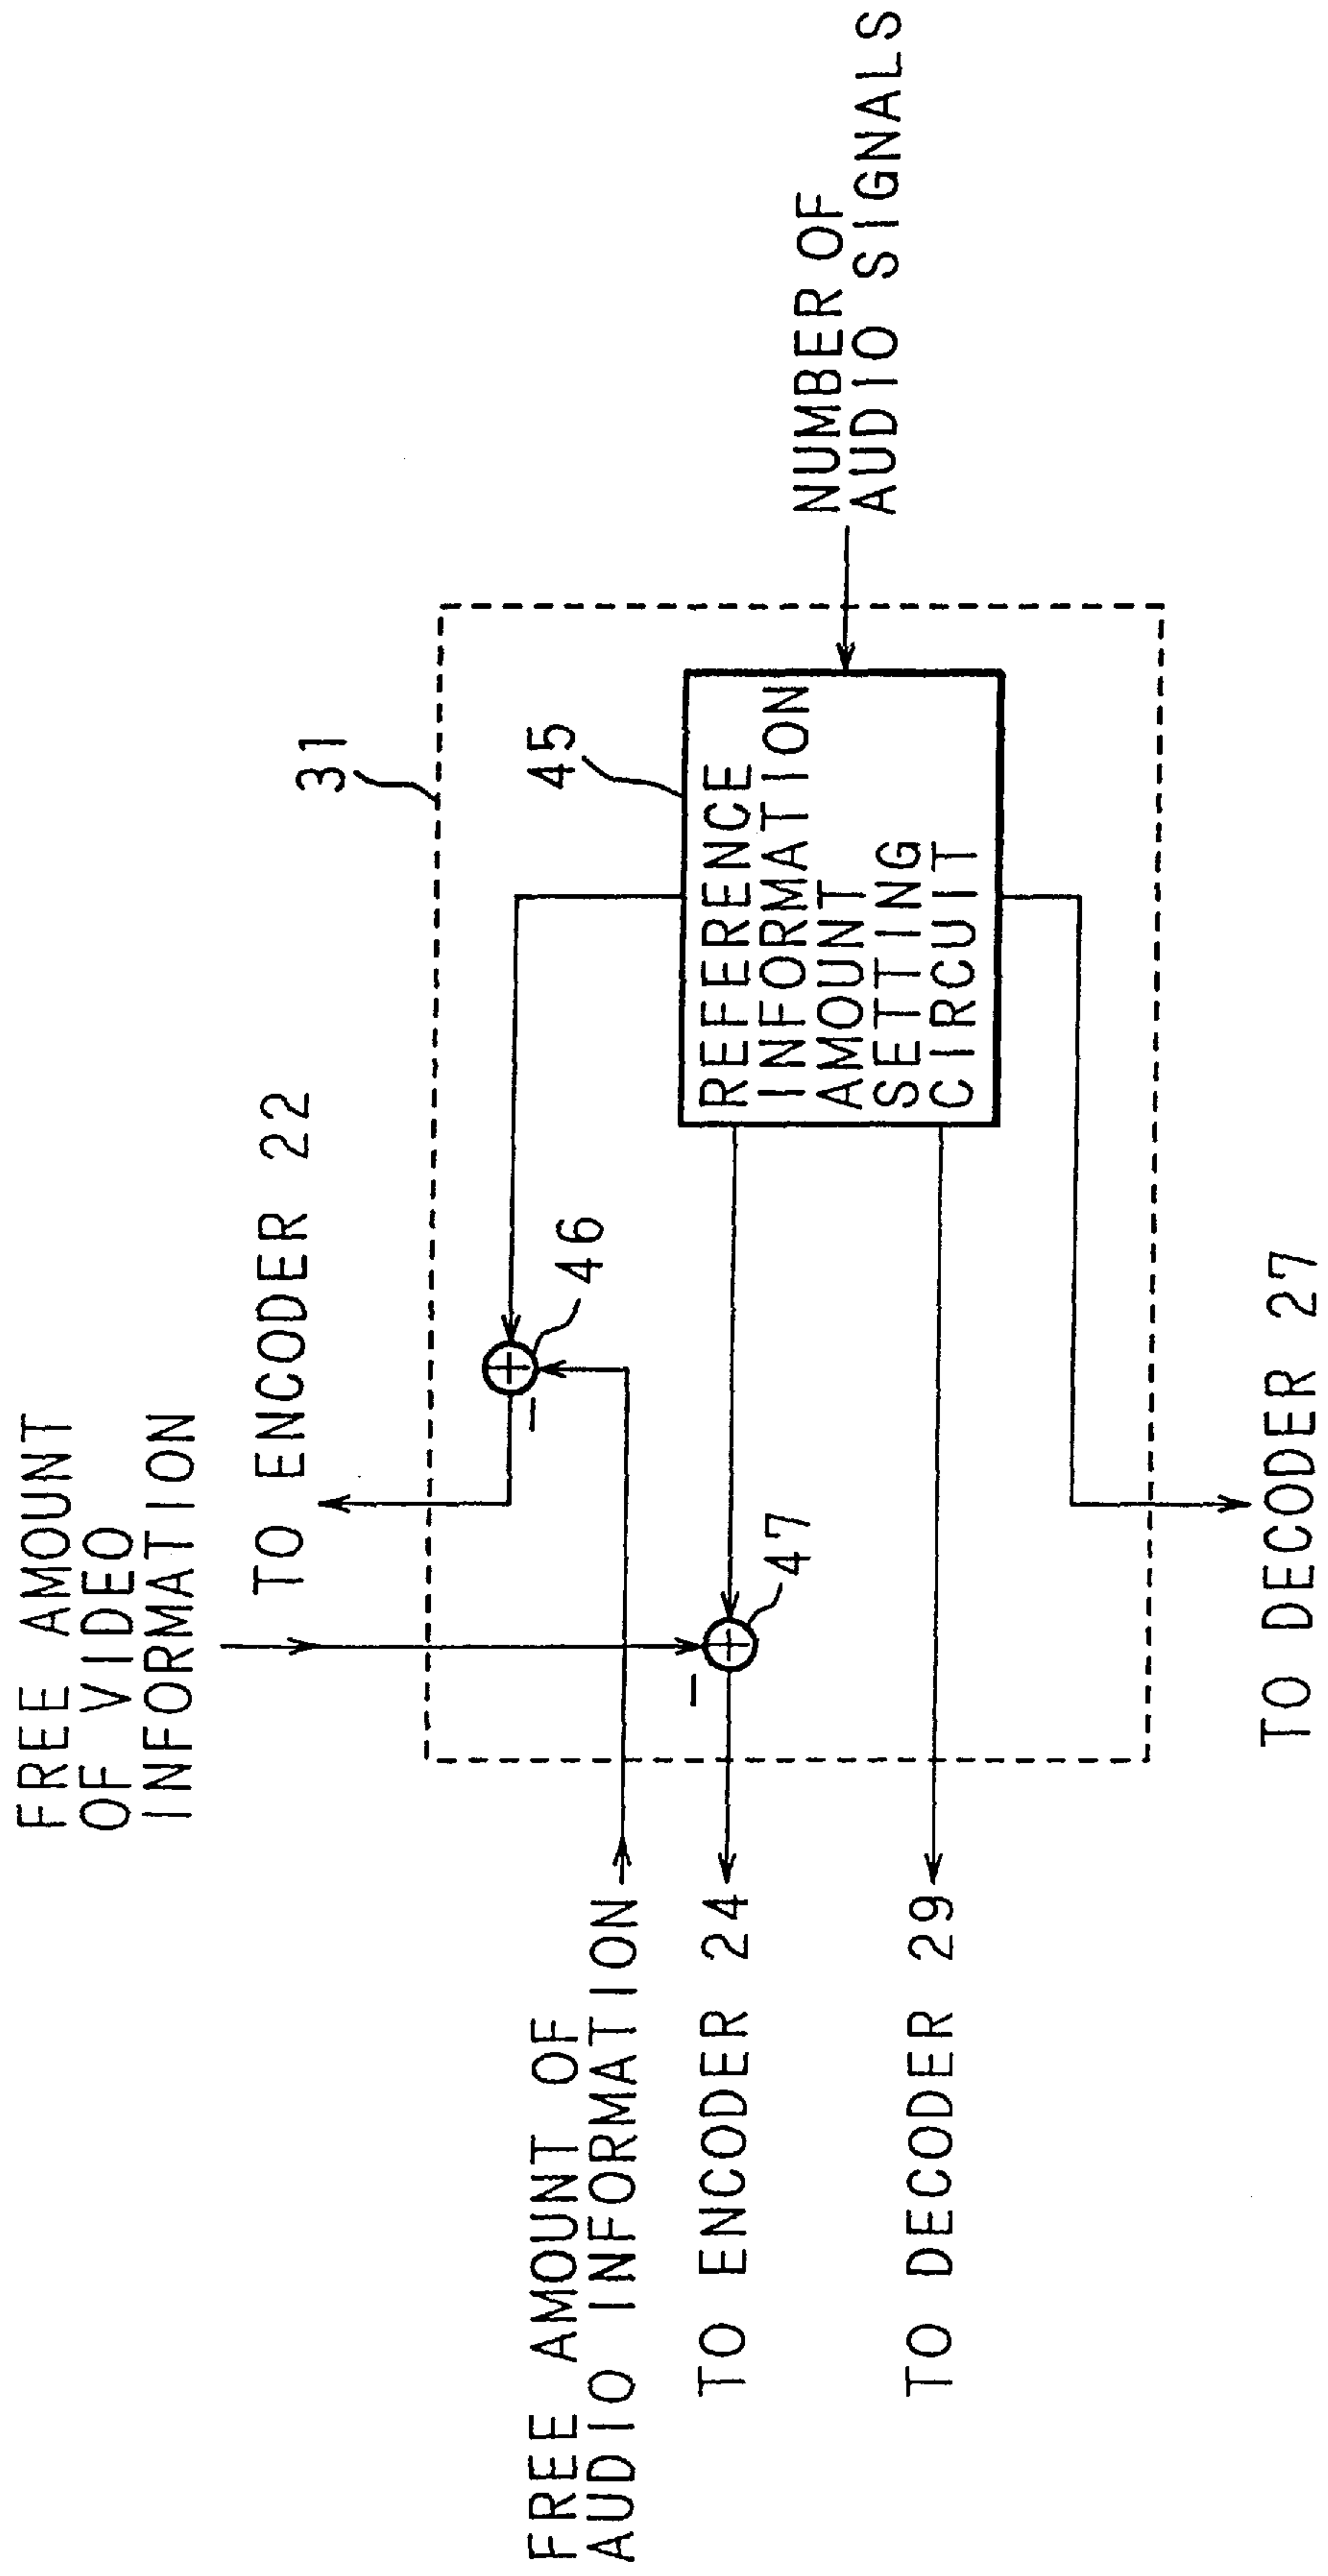 FREE AMOUNT
OF VIDEO
INFORMATION
TO ENCODER 22
31
45
46
47
REFERENCE
INFORMATION
AMOUNT
SETTING
CIRCUIT
NUMBER OF
AUDIO SIGNALS
FREE AMOUNT OF
AUDIO INFORMATION
TO ENCODER 24
TO DECODER 29
TO DECODER 27